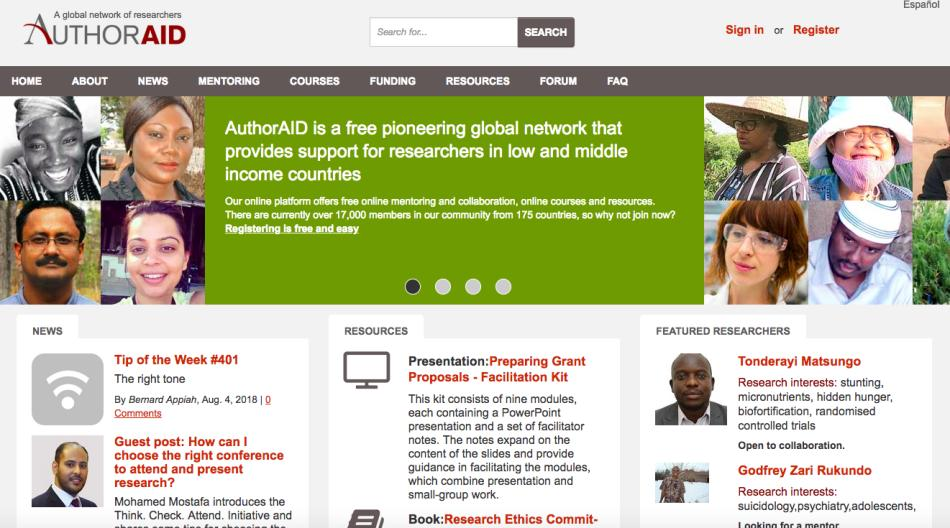 Español
A global network of researchers
AUTHORAID
Search for...
SEARCH
Sign in or Register
HOME ABOUT NEWS MENTORING COURSES FUNDING RESOURCES FORUM FAQ
AuthorAID is a free pioneering global network that
provides support for researchers in low and middle
income countries
Our online platform offers free online mentoring and collaboration, online courses and resources.
There are currently over 17,000 members in our community from 175 countries, so why not join now?
Registering is free and easy
NEWS
Tip of the Week #401
The right tone
By Bernard Appiah, Aug. 4, 2018 | 0
Comments
Guest post: How can I
choose the right conference
to attend and present
research?
Mohamed Mostafa introduces the
Think. Check. Attend. Initiative and
shares some tips for choosing the
RESOURCES
Presentation:Preparing Grant
Proposals - Facilitation Kit
This kit consists of nine modules,
each containing a PowerPoint
presentation and a set of facilitator
notes. The notes expand on the
content of the slides and provide
guidance in facilitating the modules,
which combine presentation and
small-group work.
Book:Research Ethics Commit-
FEATURED RESEARCHERS
Tonderayi Matsungo
Research interests: stunting,
micronutrients, hidden hunger,
biofortification, randomised
controlled trials
Open to collaboration.
Godfrey Zari Rukundo
Research interests:
suicidology,psychiatry,adolescents,
Looking for a mentor